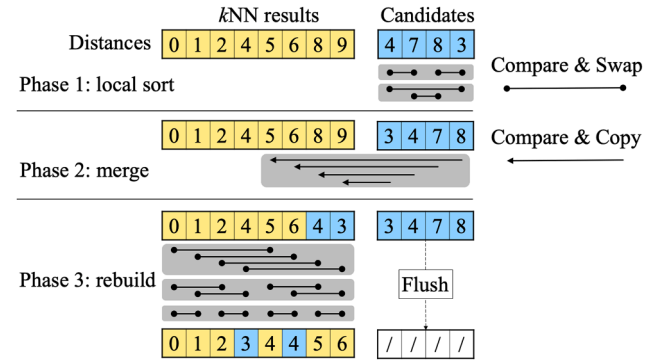 kNN results Candidates
Distances 0 1 2 4 5 6 8 9 4 7 8 3
Phase 1: local sort
Compare & Swap
0 1 2 4 5 6 8 9 3 4 7 8
Compare & Copy
Phase 2: merge
0 1 2 4 5 6 4 3 3 4 7 8
Phase 3: rebuild
Flush
0 1 2 3 4 4 5 6 / / / /